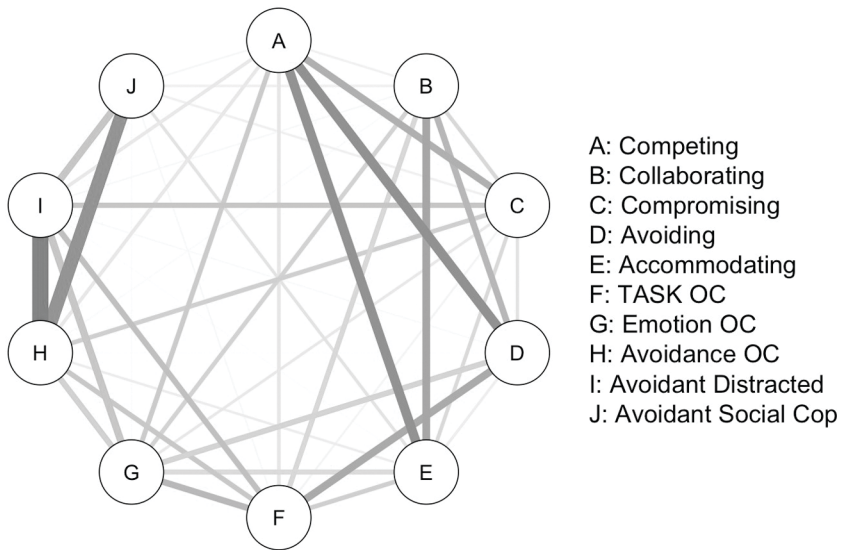 A
J
B
I
C
H
D
G
E
F
A: Competing
B: Collaborating
C: Compromising
D: Avoiding
E: Accommodating
F: TASK OC
G: Emotion OC
H: Avoidance OC
I: Avoidant Distracted
J: Avoidant Social Cop